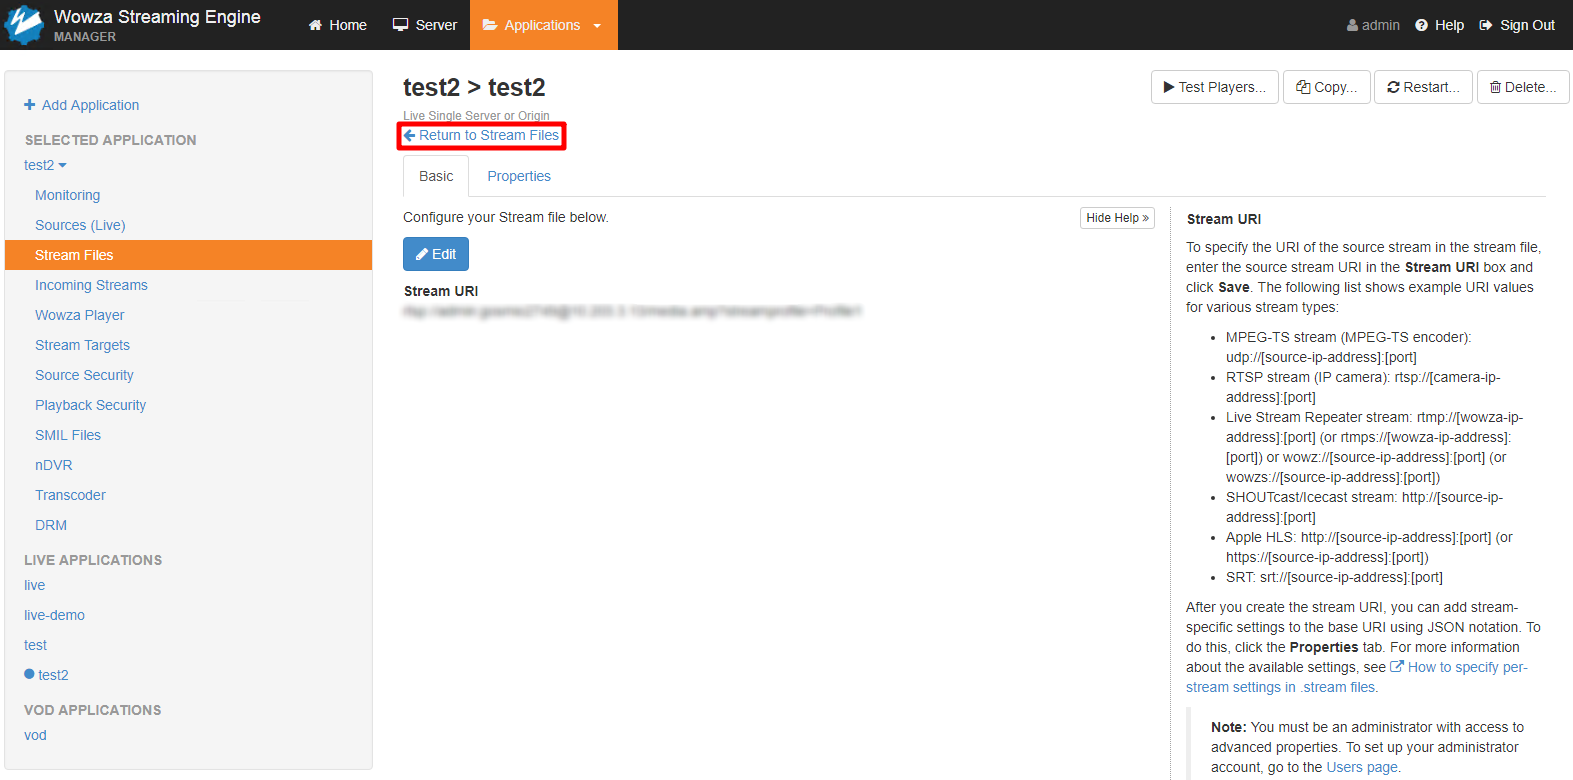 Wowza Streaming Engine
MANAGER
Home
Server
Applications
admin
Help
Sign Out
Add Application
SELECTED APPLICATION
test2
Monitoring
Sources (Live)
Stream Files
Incoming Streams
Wowza Player
Stream Targets
Source Security
Playback Security
SMIL Files
nDVR
Transcoder
DRM
LIVE APPLICATIONS
live
live-demo
test
test2
VOD APPLICATIONS
vod
test2 > test2
Live Single Server or Origin
Return to Stream Files
Test Players...
Copy...
Restart...
Delete...
Basic
Properties
Configure your Stream file below.
Hide Help »
Edit
Stream URI
Stream URI
To specify the URI of the source stream in the stream file,
enter the source stream URI in the Stream URI box and
click Save. The following list shows example URI values
for various stream types:
• MPEG-TS stream (MPEG-TS encoder):
udp://[source-ip-address]:[port]
• RTSP stream (IP camera): rtsp://[camera-ip-
address]:[port]
• Live Stream Repeater stream: rtmp://[wowza-ip-
address]:[port] (or rtmps://[wowza-ip-address]:
[port]) or wowz://[source-ip-address]:[port] (or
wowzs://[source-ip-address]:[port])
• SHOUTcast/Icecast stream: http://[source-ip-
address]:[port]
• Apple HLS: http://[source-ip-address]:[port] (or
https://[source-ip-address]:[port])
• SRT: srt://[source-ip-address]:[port]
After you create the stream URI, you can add stream-
specific settings to the base URI using JSON notation. To
do this, click the Properties tab. For more information
about the available settings, see How to specify per-
stream settings in .stream files.
Note: You must be an administrator with access to
advanced properties. To set up your administrator
account, go to the Users page.